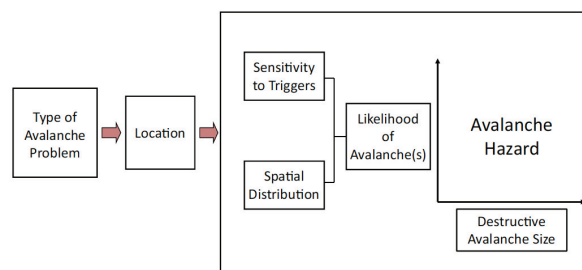 Type of
Avalanche
Problem
Location
Sensitivity
to Triggers
Spatial
Distribution
Likelihood
of
Avalanche(s)
Avalanche
Hazard
Destructive
Avalanche Size